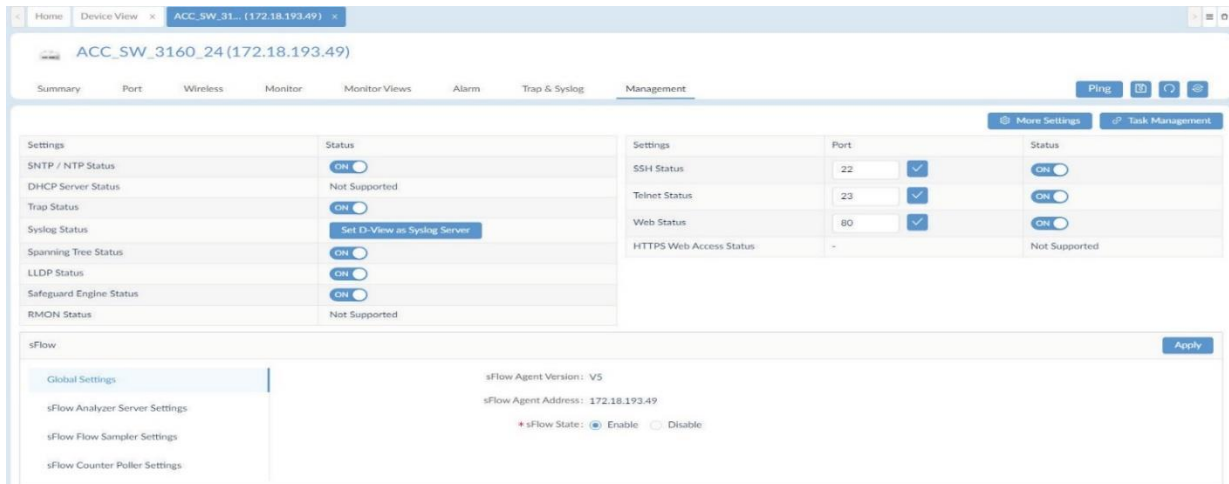 Home Device View × ACC_SW_31... (172.18.193.49) ×
ACC_SW_3160_24(172.18.193.49)
Summary Port Wireless Monitor Monitor Views Alarm Trap & Syslog Management Ping
More Settings Task Management
Settings Status
SNTP / NTP Status ON
DHCP Server Status Not Supported
Trap Status ON
Syslog Status Set D-View as Syslog Server
Spanning Tree Status ON
LLDP Status ON
Safeguard Engine Status ON
RMON Status Not Supported
Settings Port Status
SSH Status 22 ON
Telnet Status 23 ON
Web Status 80 ON
HTTPS Web Access Status - Not Supported
sFlow Apply
Global Settings
sFlow Analyzer Server Settings
sFlow Flow Sampler Settings
sFlow Counter Poller Settings
sFlow Agent Version: V5
sFlow Agent Address: 172.18.193.49
* sFlow State: Enable Disable